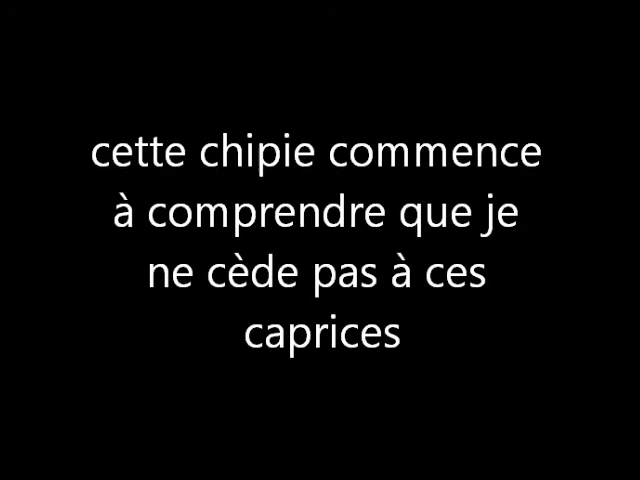 cette chipie commence
à comprendre que je
ne cède pas à ces
caprices